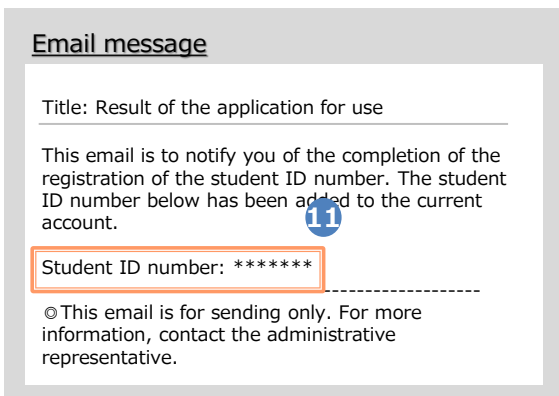 Email message
Title: Result of the application for use
This email is to notify you of the completion of the
registration of the student ID number. The student
ID number below has been added to the current
account.
11
Student ID number: *******
--------------------
◎This email is for sending only. For more
information, contact the administrative
representative.